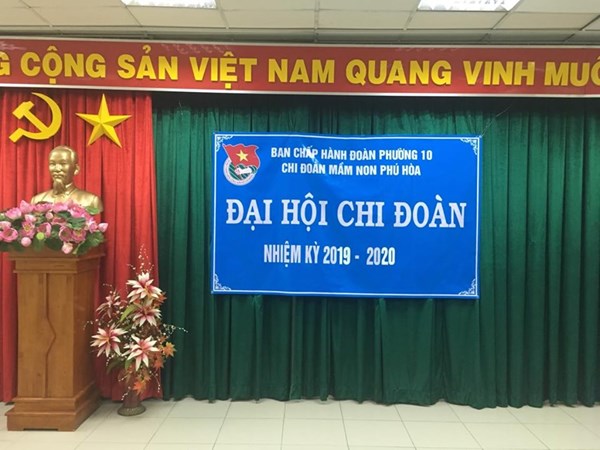 G CỘNG SẢN VIỆT NAM QUANG VINH MUÔ
BAN CHẤP HÀNH ĐOÀN PHƯỜNG 10
CHI ĐOÀN MẦM NON PHÚ HÒA
ĐẠI HỘI CHI ĐOÀN
NHIỆM KỲ 2019 - 2020